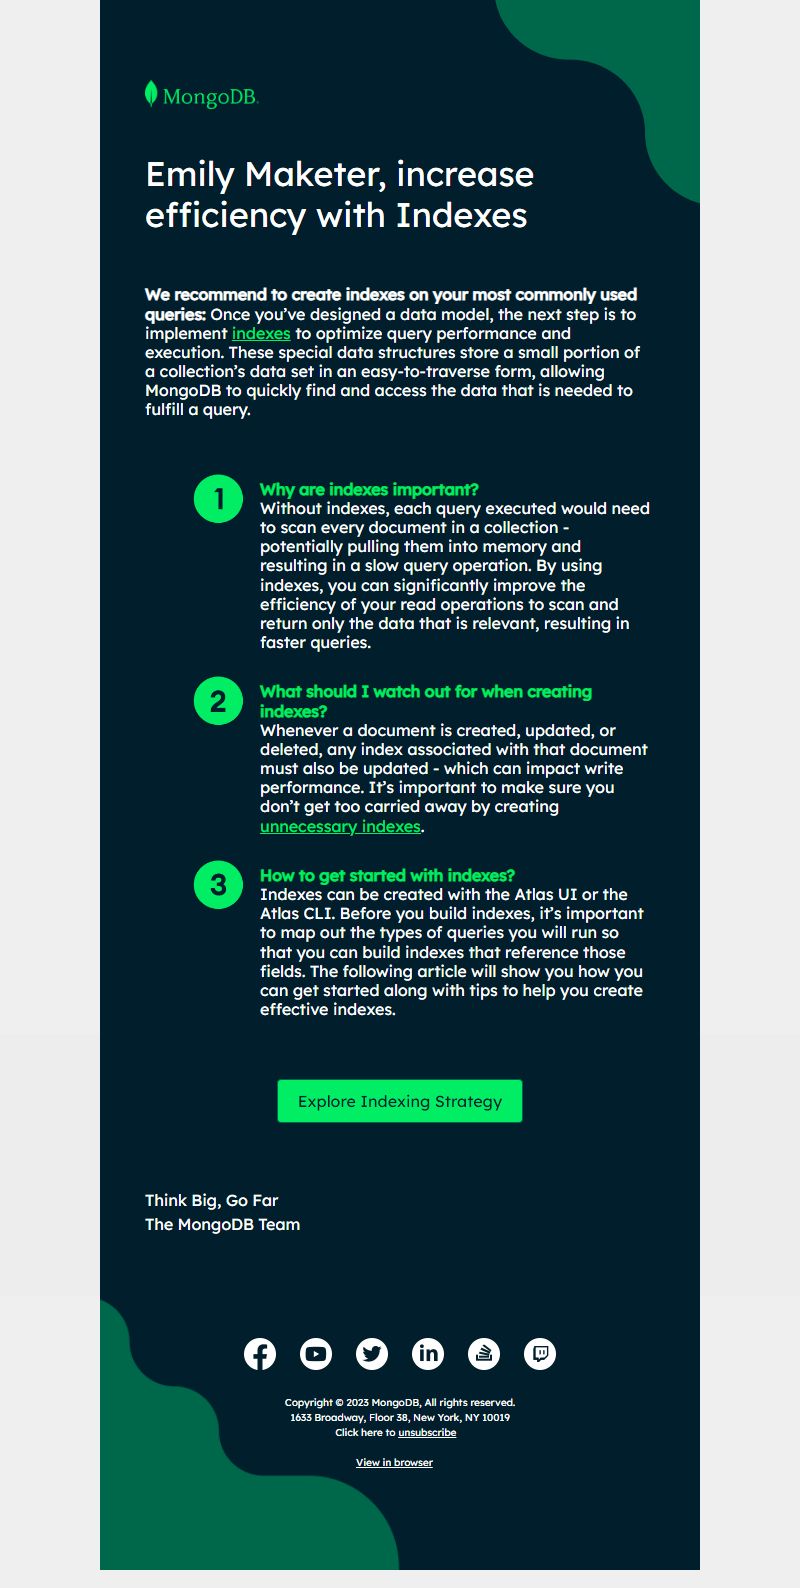 MongoDB.
Emily Maketer, increase
efficiency with Indexes
We recommend to create indexes on your most commonly used
queries: Once you’ve designed a data model, the next step is to
implement indexes to optimize query performance and
execution. These special data structures store a small portion of
a collection’s data set in an easy-to-traverse form, allowing
MongoDB to quickly find and access the data that is needed to
fulfill a query.
1
Why are indexes important?
Without indexes, each query executed would need
to scan every document in a collection -
potentially pulling them into memory and
resulting in a slow query operation. By using
indexes, you can significantly improve the
efficiency of your read operations to scan and
return only the data that is relevant, resulting in
faster queries.
2
What should I watch out for when creating
indexes?
Whenever a document is created, updated, or
deleted, any index associated with that document
must also be updated - which can impact write
performance. It’s important to make sure you
don’t get too carried away by creating
unnecessary indexes.
3
How to get started with indexes?
Indexes can be created with the Atlas UI or the
Atlas CLI. Before you build indexes, it’s important
to map out the types of queries you will run so
that you can build indexes that reference those
fields. The following article will show you how you
can get started along with tips to help you create
effective indexes.
Explore Indexing Strategy
Think Big, Go Far
The MongoDB Team
Copyright © 2023 MongoDB, All rights reserved.
1633 Broadway, Floor 38, New York, NY 10019
Click here to unsubscribe
View in browser